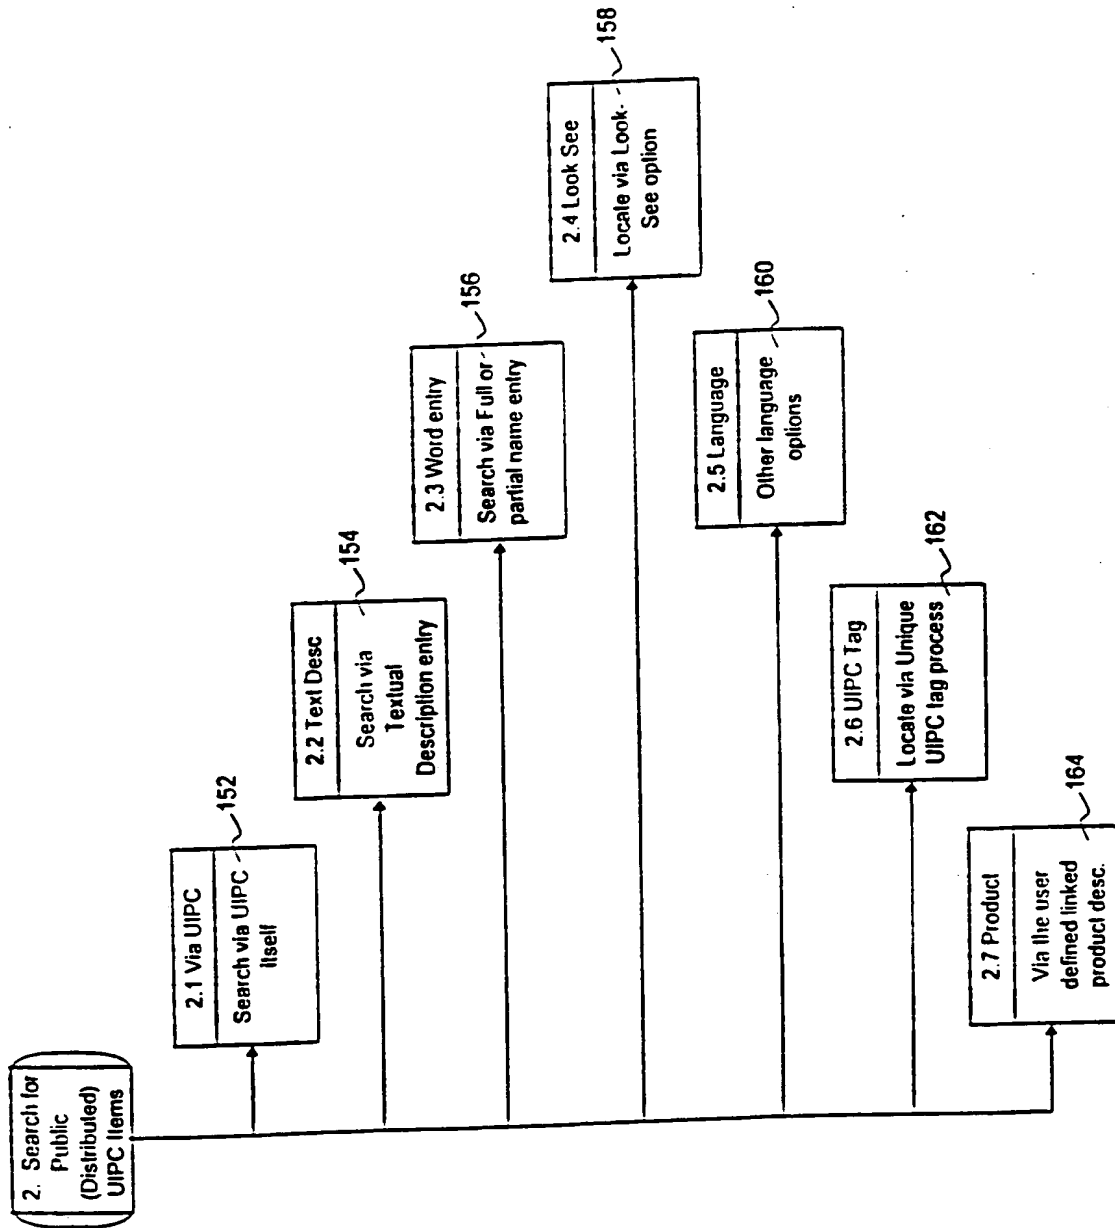 2. Search for
Public
(Distributed)
UIPC Items
2.1 Via UIPC
Search via UIPC
itself
152
2.2 Text Desc
Search via
Textual
Description entry
154
2.3 Word entry
Search via Full or
partial name entry
156
2.4 Look See
Locate via Look-
See option
158
2.5 Language
Other language
options
160
2.6 UIPC Tag
Locate via Unique
UIPC tag process
162
2.7 Product
Via the user
defined linked
product desc.
164